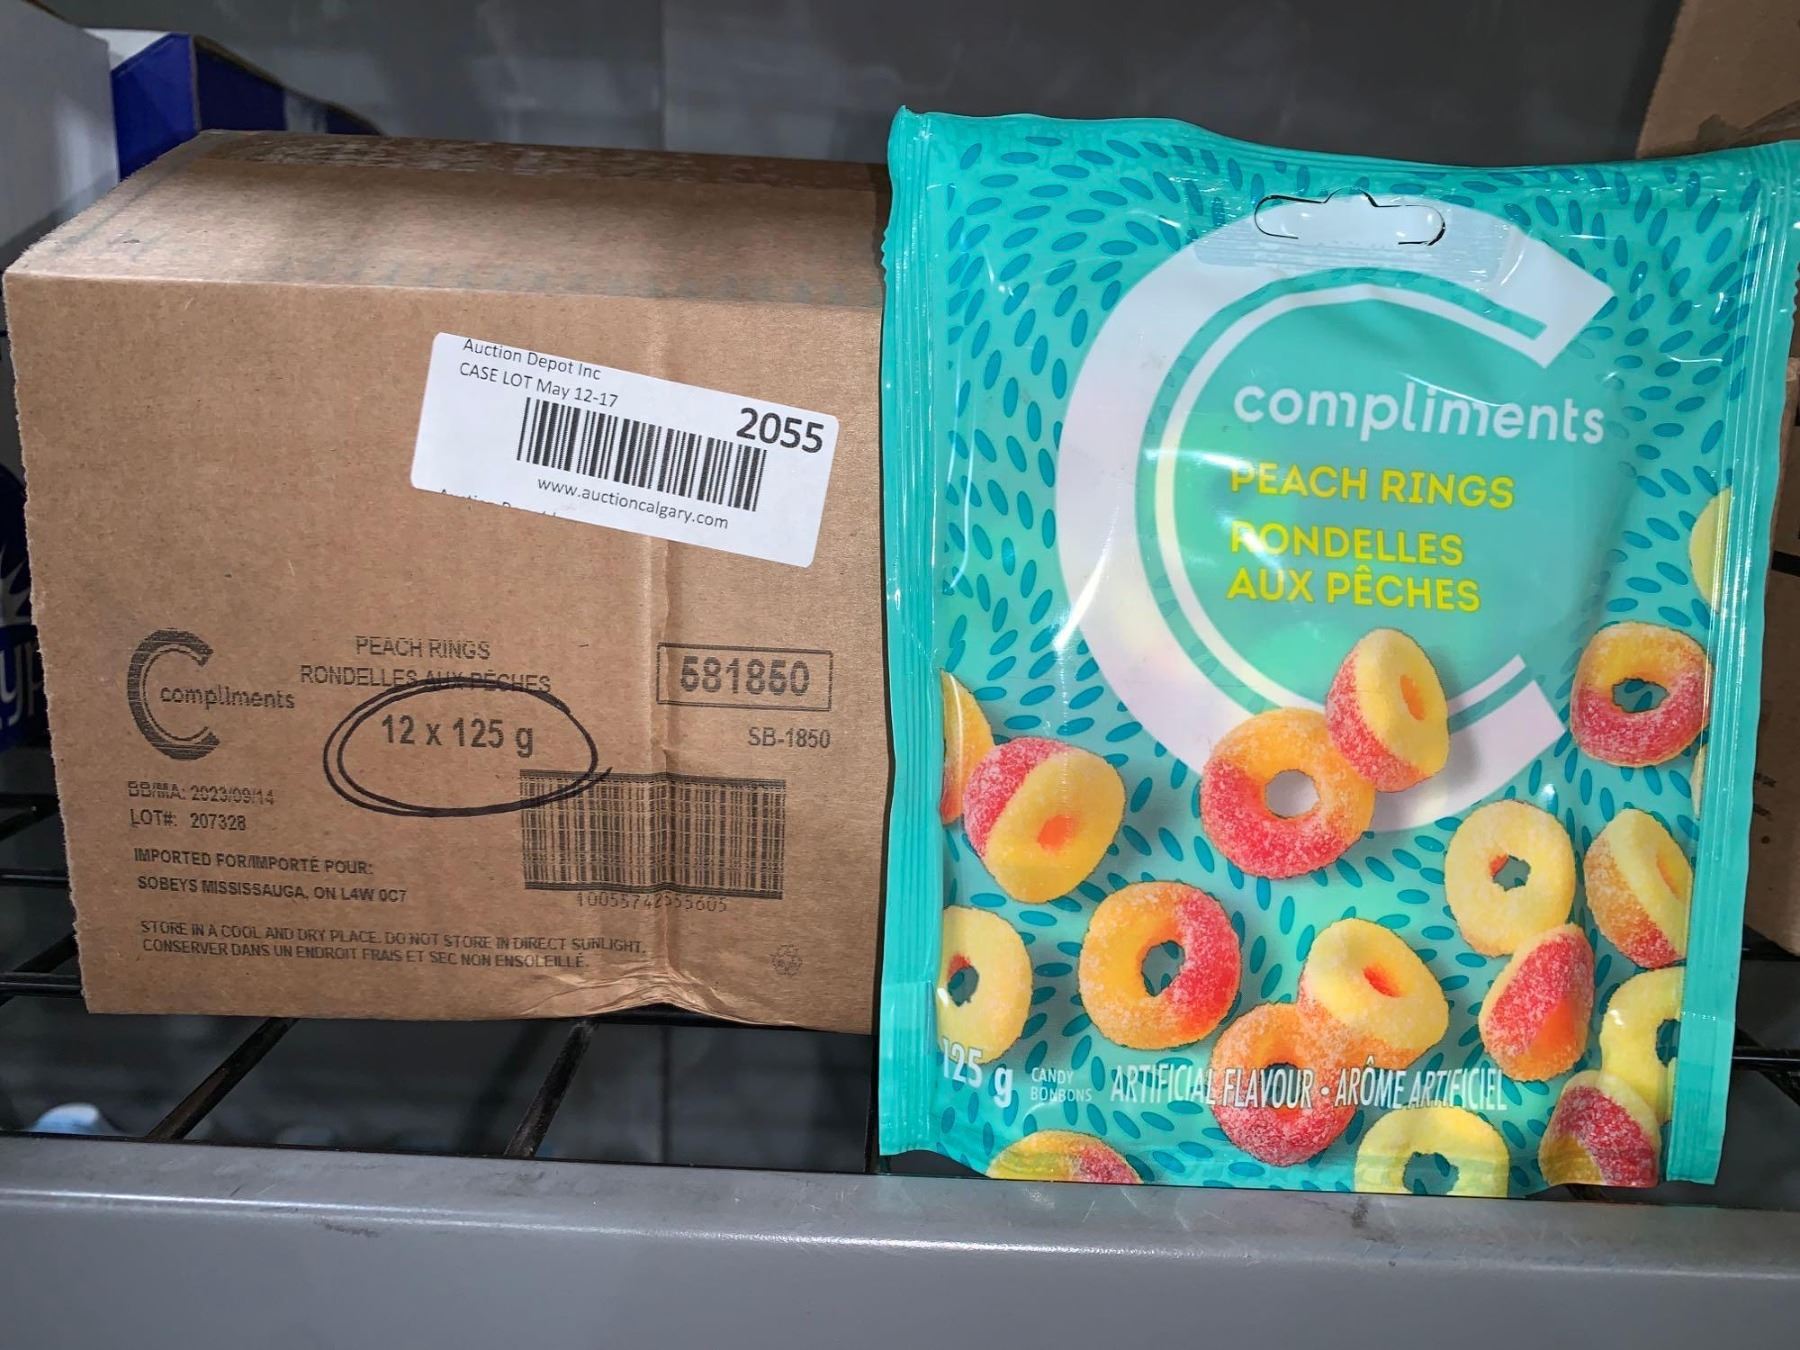 Auction Depot Inc
CASE LOT May 12-17
2055
www.auctioncalgary.com
compliments
PEACH RINGS
RONDELLES AUX PÊCHES
12 x 125 g
581850
SB-1850
BB/MA: 2023/09/14
LOT#: 207328
IMPORTED FOR/IMPORTÉ POUR:
SOBEYS MISSISSAUGA, ON L4W 0C7
STORE IN A COOL AND DRY PLACE. DO NOT STORE IN DIRECT SUNLIGHT.
CONSERVER DANS UN ENDROIT FRAIS ET SEC NON ENSOLEILLÉ.
compliments
PEACH RINGS
RONDELLES
AUX PÊCHES
125 g
CANDY
BONBONS
ARTIFICIAL FLAVOUR • ARÔME ARTIFICIEL